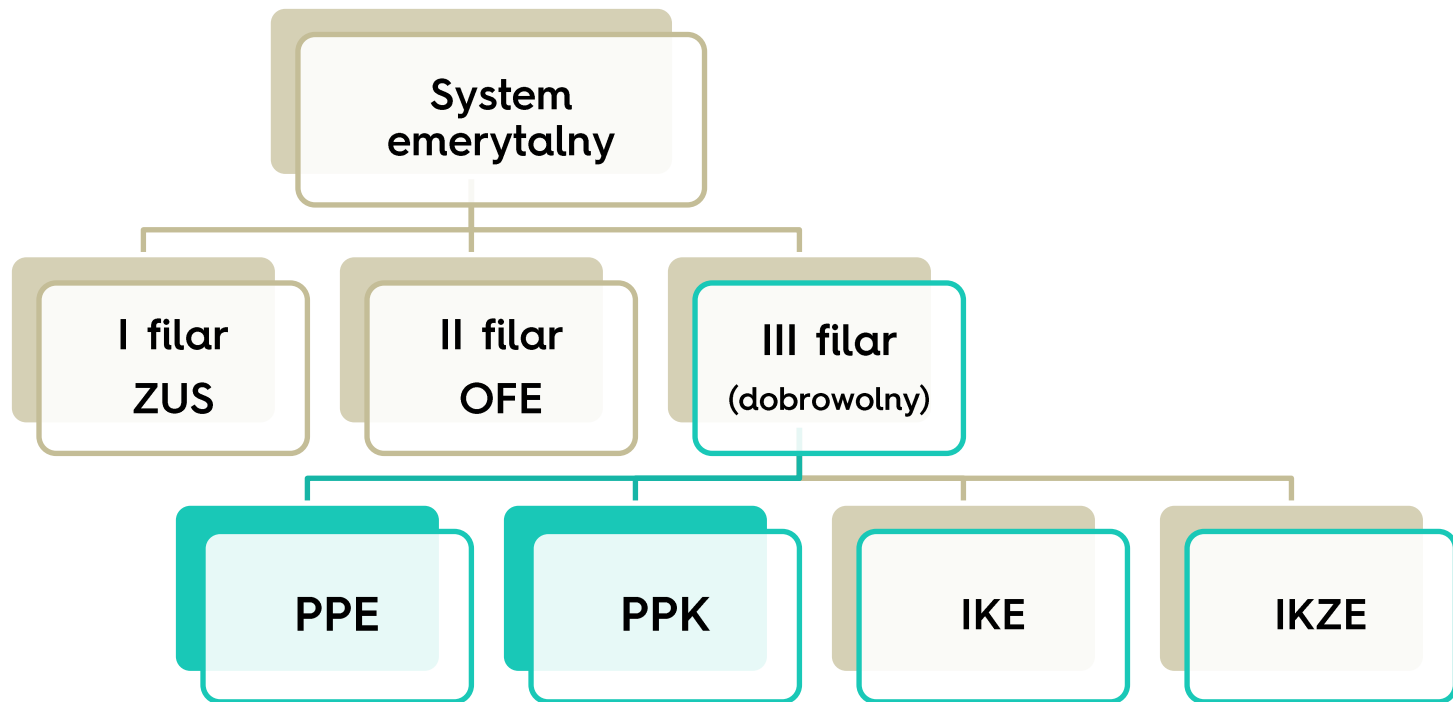 System
emerytalny
I filar
ZUS
II filar
OFE
III filar
(dobrowolny)
PPE
PPK
IKE
IKZE